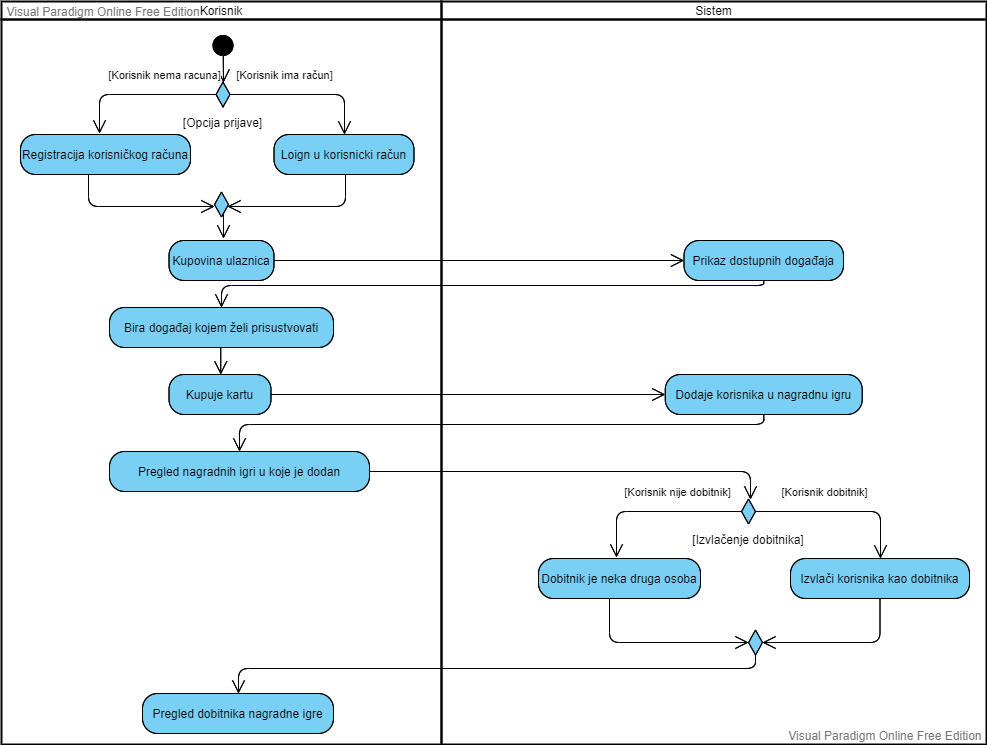 Visual Paradigm Online Free Edition
Korisnik
Sistem
[Korisnik nema racuna]
[Korisnik ima račun]
[Opcija prijave]
Registracija korisničkog računa
Loign u korisnicki račun
Kupovina ulaznica
Prikaz dostupnih događaja
Bira događaj kojem želi prisustvovati
Kupuje kartu
Dodaje korisnika u nagradnu igru
Pregled nagradnih igri u koje je dodan
[Korisnik nije dobitnik]
[Korisnik dobitnik]
[Izvlačenje dobitnika]
Dobitnik je neka druga osoba
Izvlači korisnika kao dobitnika
Pregled dobitnika nagradne igre
Visual Paradigm Online Free Edition